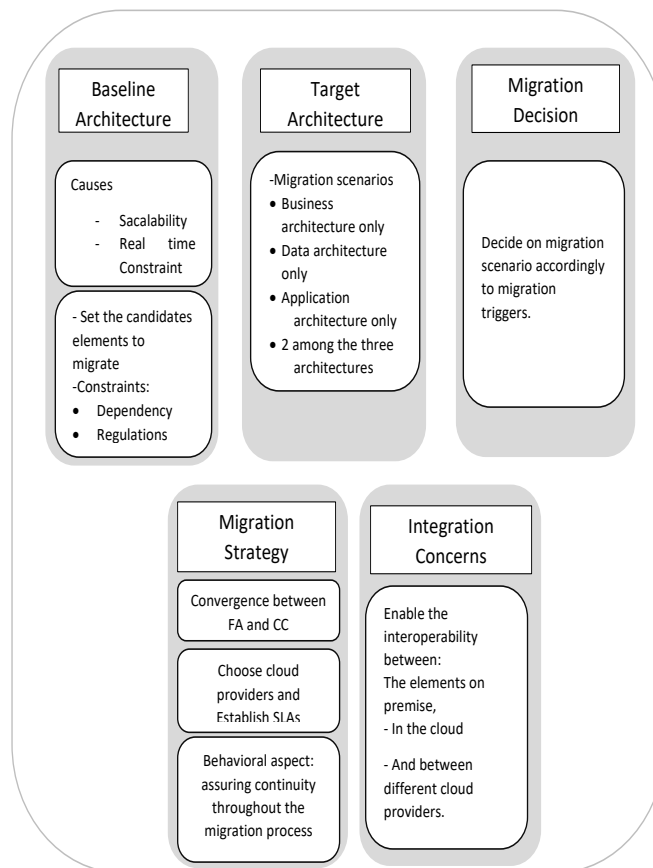 Baseline
Architecture
Causes
- Sacalability
- Real time
Constraint
- Set the candidates
elements to
migrate
-Constraints:
• Dependency
• Regulations
Target
Architecture
-Migration scenarios
• Business
architecture only
• Data architecture
only
• Application
architecture only
• 2 among the three
architectures
Migration
Decision
Decide on migration
scenario accordingly
to migration
triggers.
Migration
Strategy
Convergence between
FA and CC
Choose cloud
providers and
Establish SLAs
Behavioral aspect:
assuring continuity
throughout the
migration process
Integration
Concerns
Enable the
interoperability
between:
The elements on
premise,
- In the cloud
- And between
different cloud
providers.